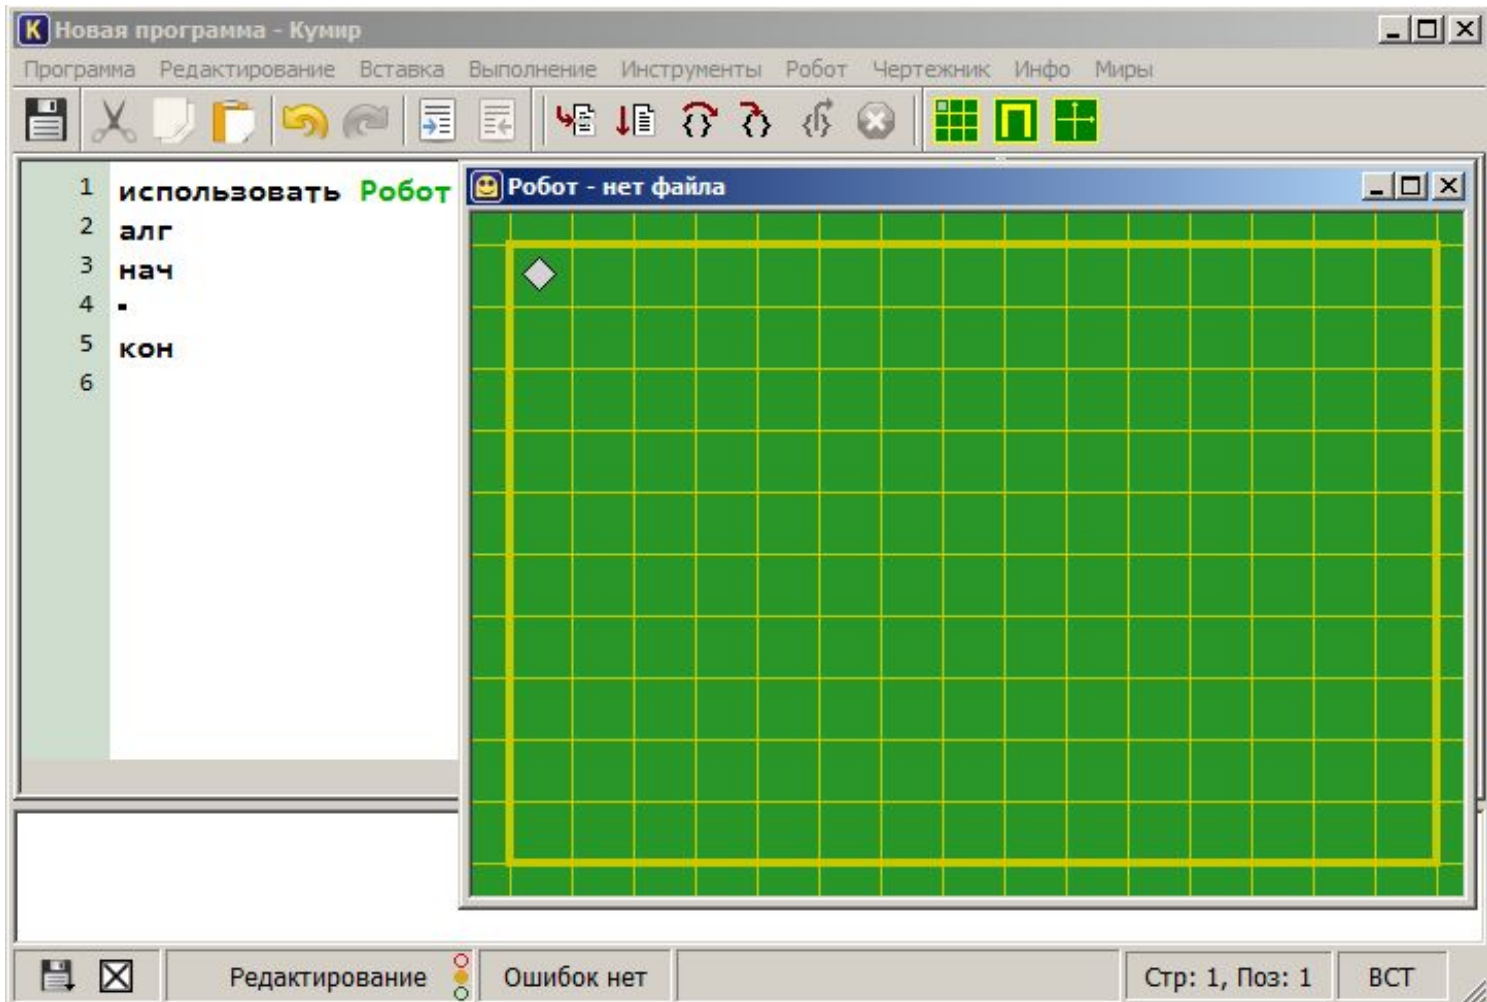 Новая программа - Кумир
Программа Редактирование Вставка Выполнение Инструменты Робот Чертежник Инфо Миры
1 использовать Робот
2 алг
3 нач
4 .
5 кон
6
Робот - нет файла
Редактирование Ошибок нет Стр: 1, Поз: 1 ВСТ